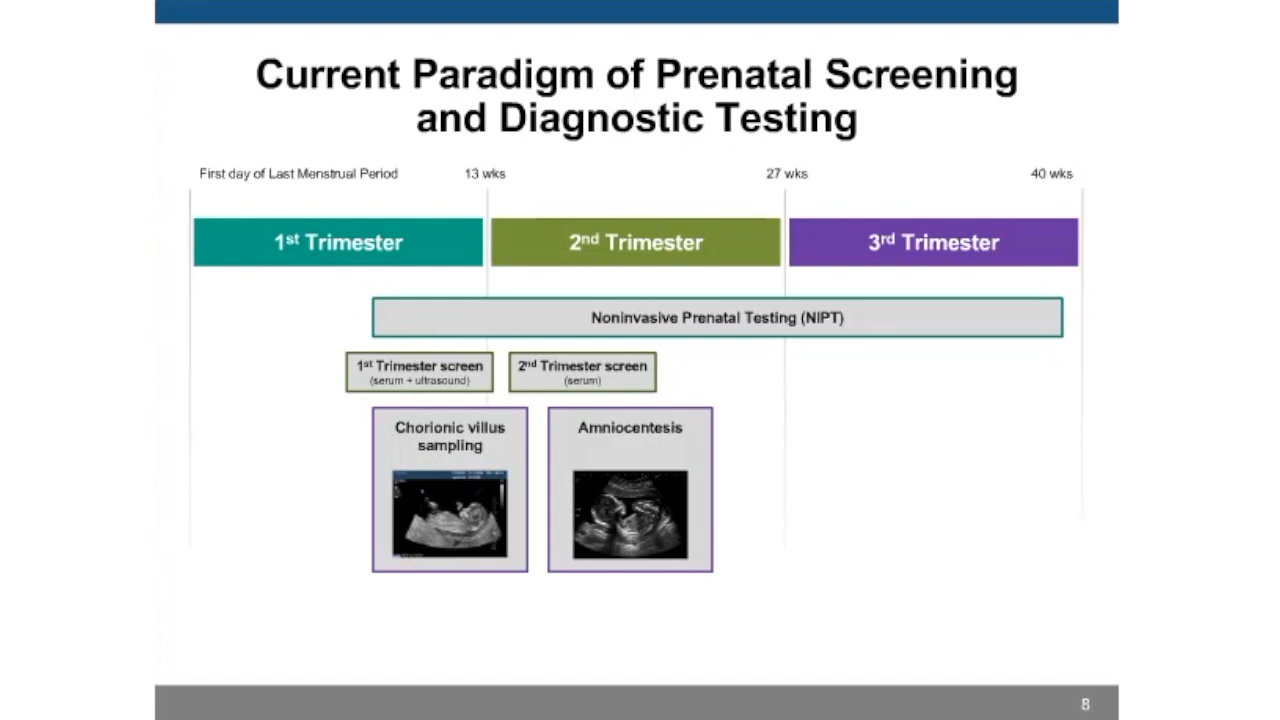 Current Paradigm of Prenatal Screening
and Diagnostic Testing
First day of Last Menstrual Period 13 wks 27 wks 40 wks
1st Trimester 2nd Trimester 3rd Trimester
Noninvasive Prenatal Testing (NIPT)
1st Trimester screen
(serum + ultrasound)
2nd Trimester screen
(serum)
Chorionic villus
sampling
Amniocentesis
8